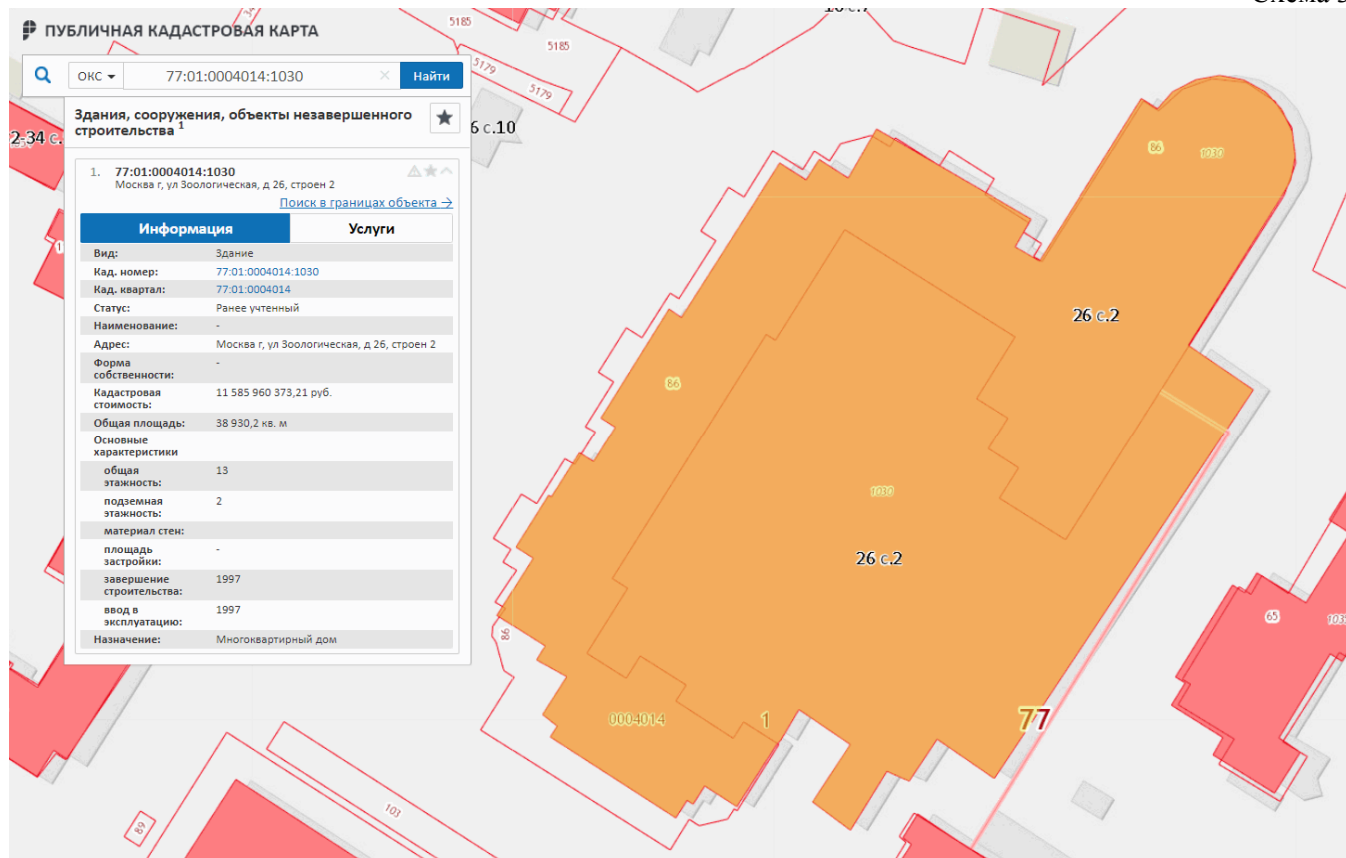 ПУБЛИЧНАЯ КАДАСТРОВАЯ КАРТА
ОКС
77:01:0004014:1030
Найти
Здания, сооружения, объекты незавершенного
строительства 1
1. 77:01:0004014:1030
Москва г, ул Зоологическая, д 26, строен 2
Поиск в границах объекта →
Информация
Услуги
Вид: Здание
Кад. номер: 77:01:0004014:1030
Кад. квартал: 77:01:0004014
Статус: Ранее учтенный
Наименование: -
Адрес: Москва г, ул Зоологическая, д 26, строен 2
Форма
собственности: -
Кадастровая
стоимость: 11 585 960 373,21 руб.
Общая площадь: 38 930,2 кв. м
Основные
характеристики
общая
этажность: 13
подземная
этажность: 2
материал стен:
площадь
застройки: -
завершение
строительства: 1997
ввод в
эксплуатацию: 1997
Назначение: Многоквартирный дом
5185
5185
5179
5179
6 с.10
2-34 с.
86
1030
26 с.2
86
1030
26 с.2
86
65
0004014
1
77
103
89